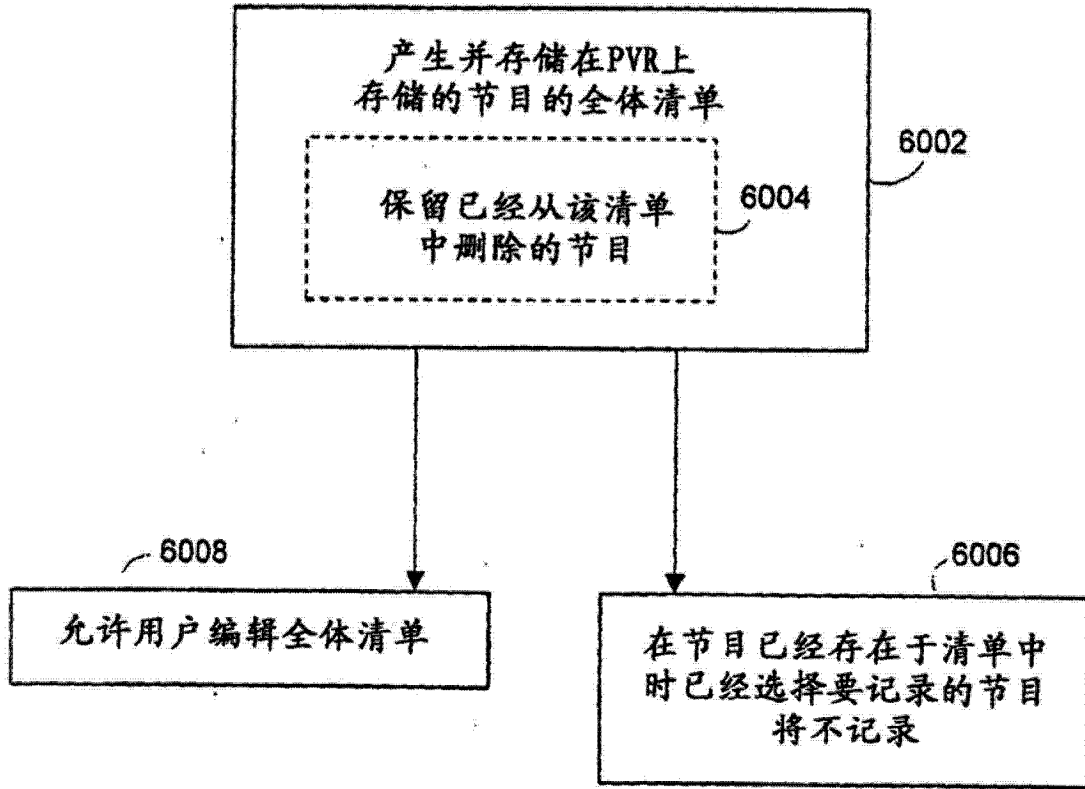 产生并存储在PVR上
存储的节目的全体清单
6002
保留已经从该清单
中删除的节目
6004
6008
允许用户编辑全体清单
6006
在节目已经存在于清单中
时已经选择要记录的节目
将不记录